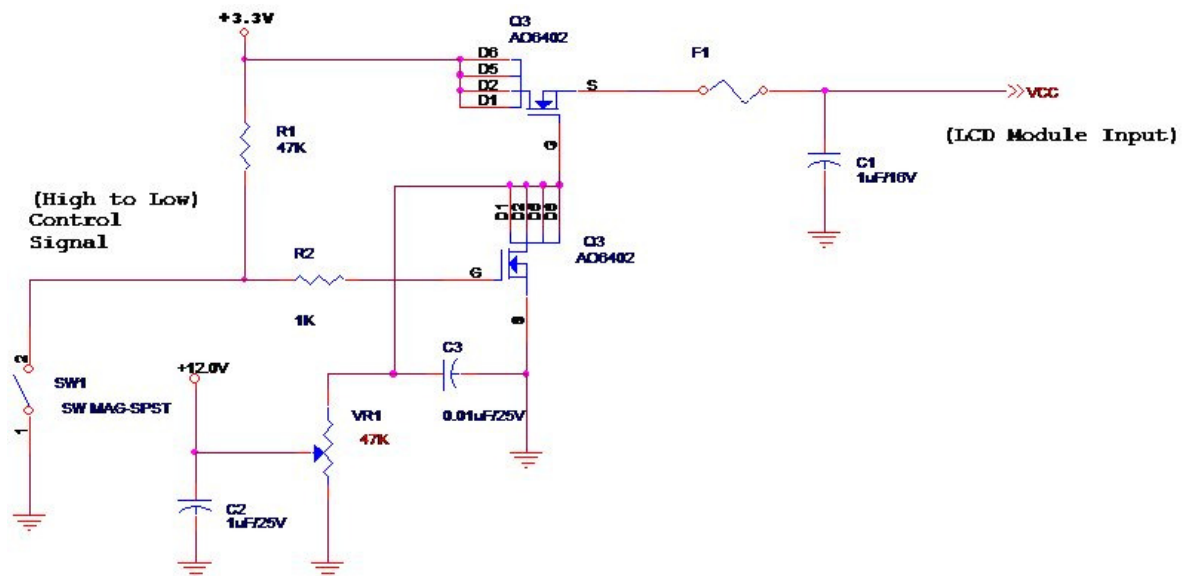 +3.3V
Q3
AO6402
F1
D6
D5
D2
D1
S
VCC
R1
47K
(LCD Module Input)
G
C1
1uF/16V
(High to Low)
Control
Signal
D1
D2
Q3
AO6402
R2
G
1K
2
+12.0V
C3
SW1
SW MAG-SPST
VR1
0.01uF/25V
47K
1
C2
1uF/25V